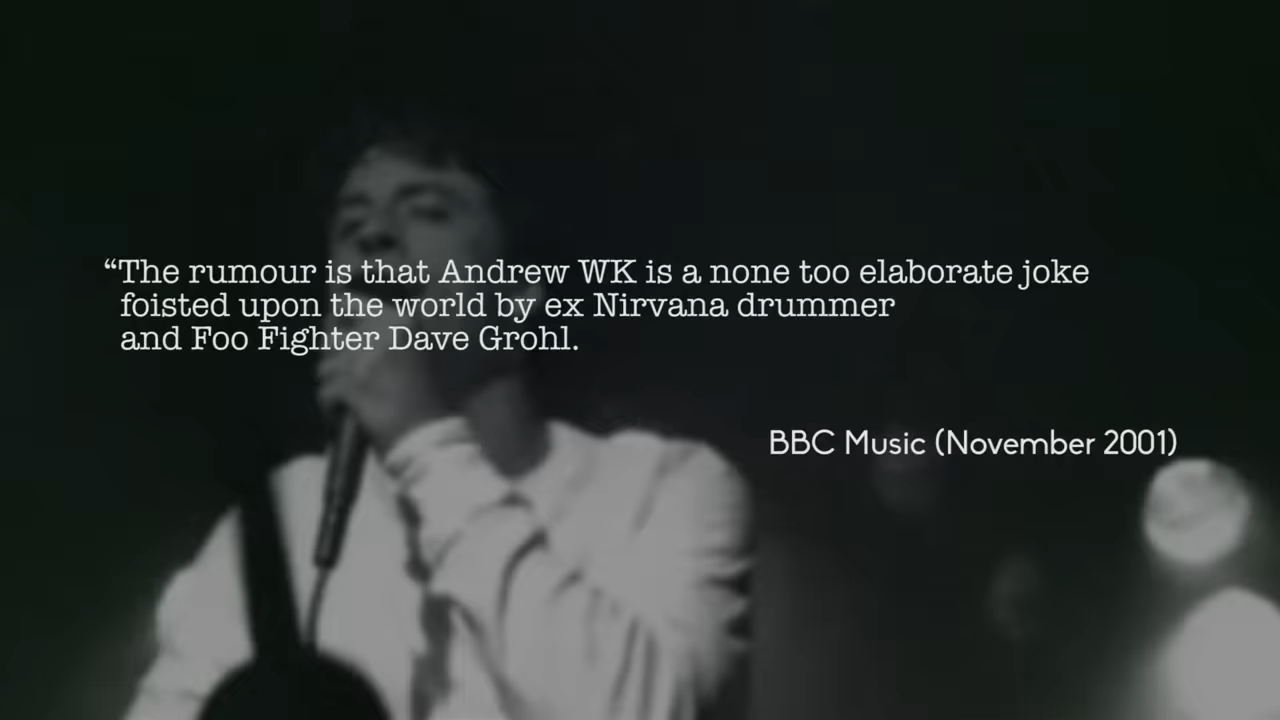 “The rumour is that Andrew WK is a none too elaborate joke
foisted upon the world by ex Nirvana drummer
and Foo Fighter Dave Grohl.
BBC Music (November 2001)